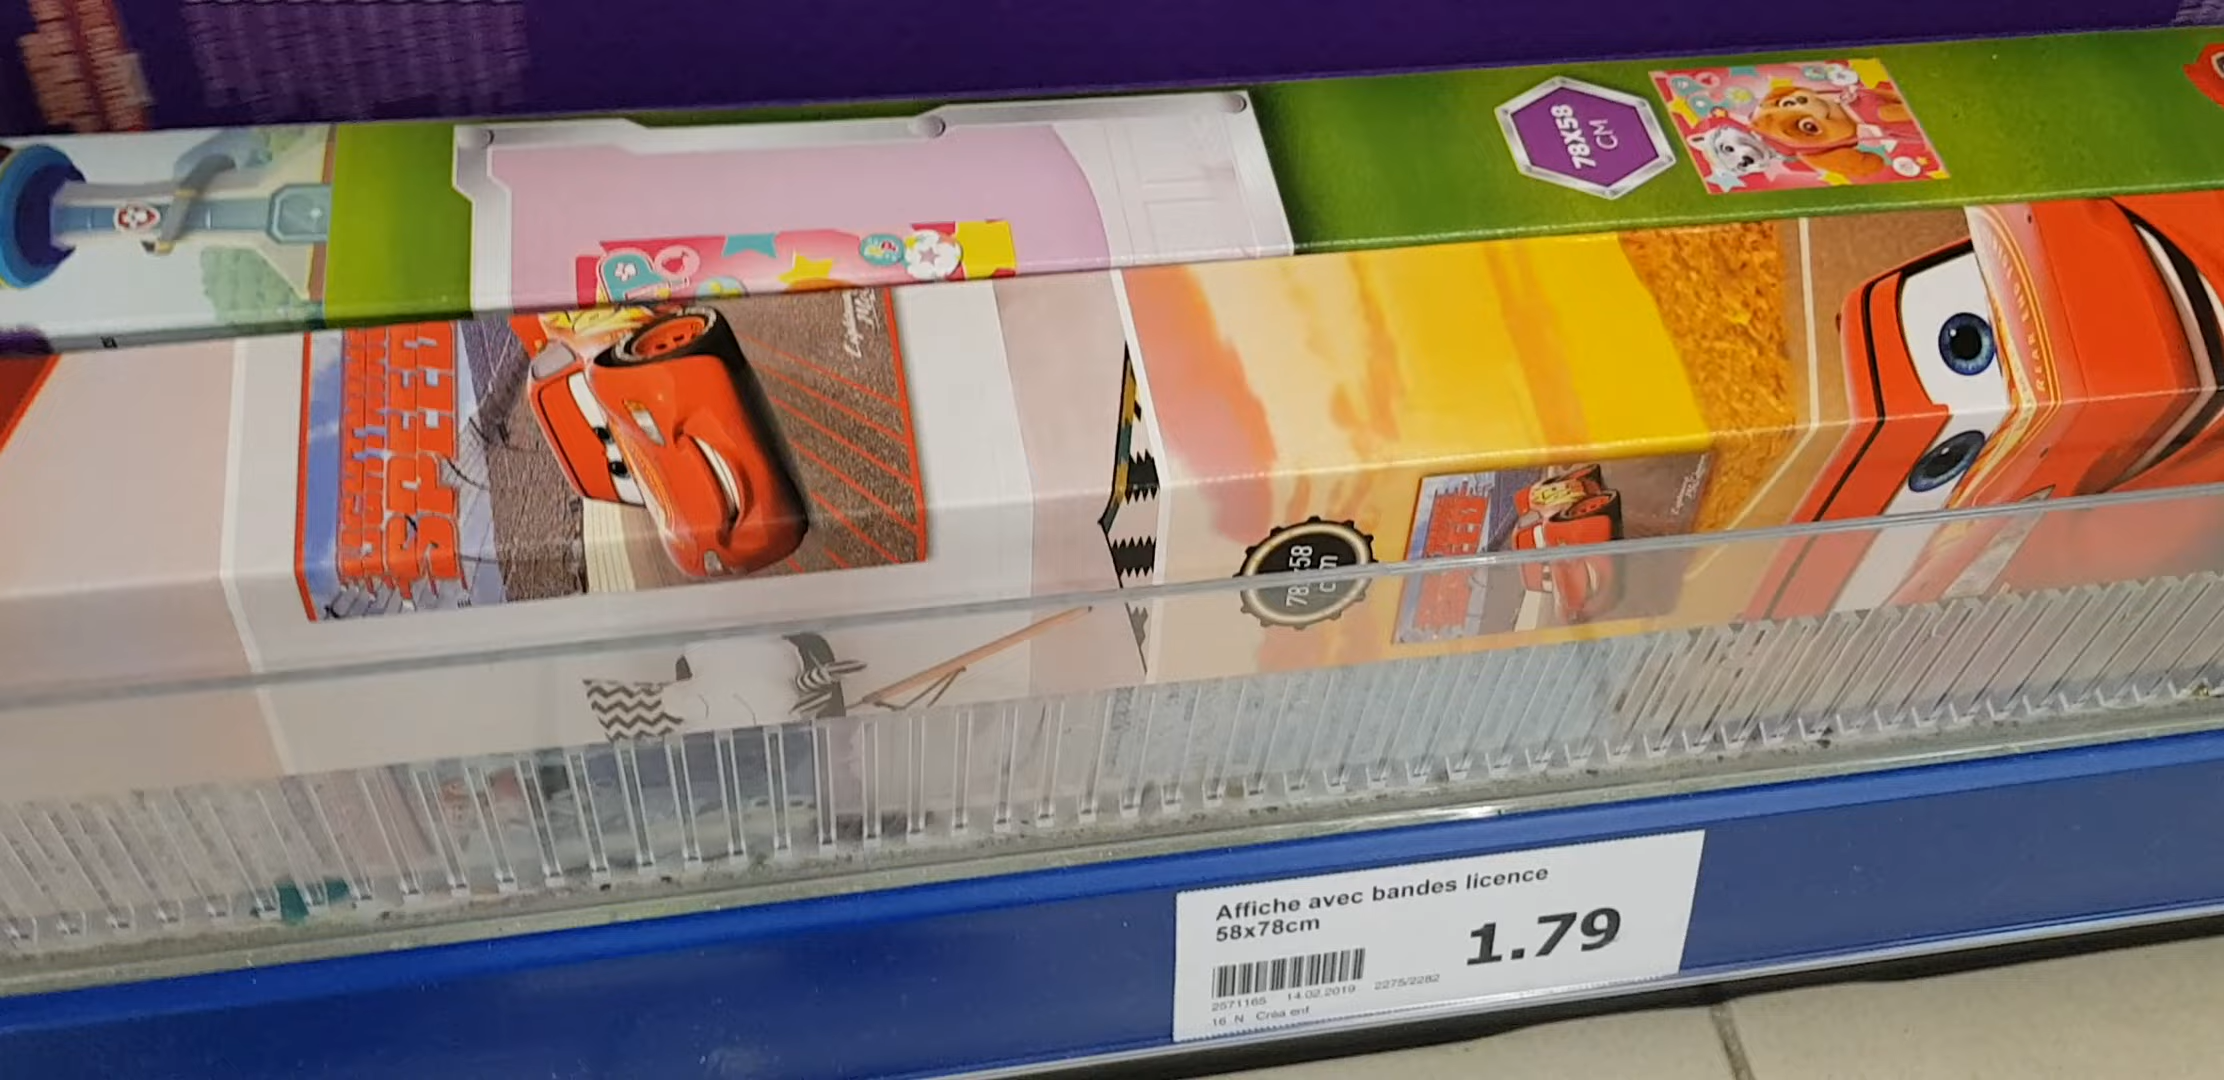 78X58
CM
SPEED
78x58
cm
Affiche avec bandes licence
58x78cm
1.79
2571165 14.02.2019 2275/2282
16 N Créa enf